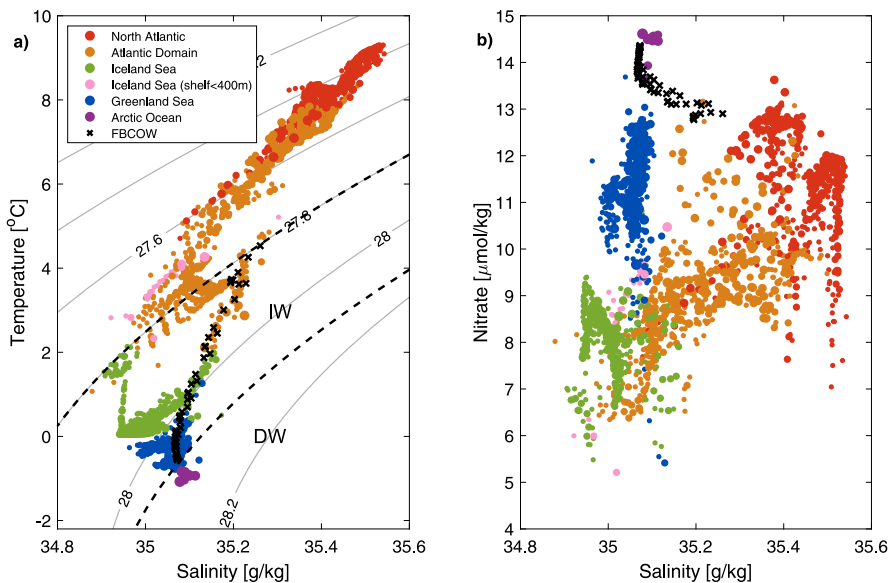 a)
North Atlantic
Atlantic Domain
Iceland Sea
Iceland Sea (shelf<400m)
Greenland Sea
Arctic Ocean
FBCOW
10
8
6
4
2
0
-2
Temperature [°C]
34.8
35
35.2
35.4
35.6
Salinity [g/kg]
2
27.6
27.8
28
IW
DW
28
28.2
b)
15
14
13
12
11
10
9
8
7
6
5
4
Nitrate [μmol/kg]
34.8
35
35.2
35.4
35.6
Salinity [g/kg]